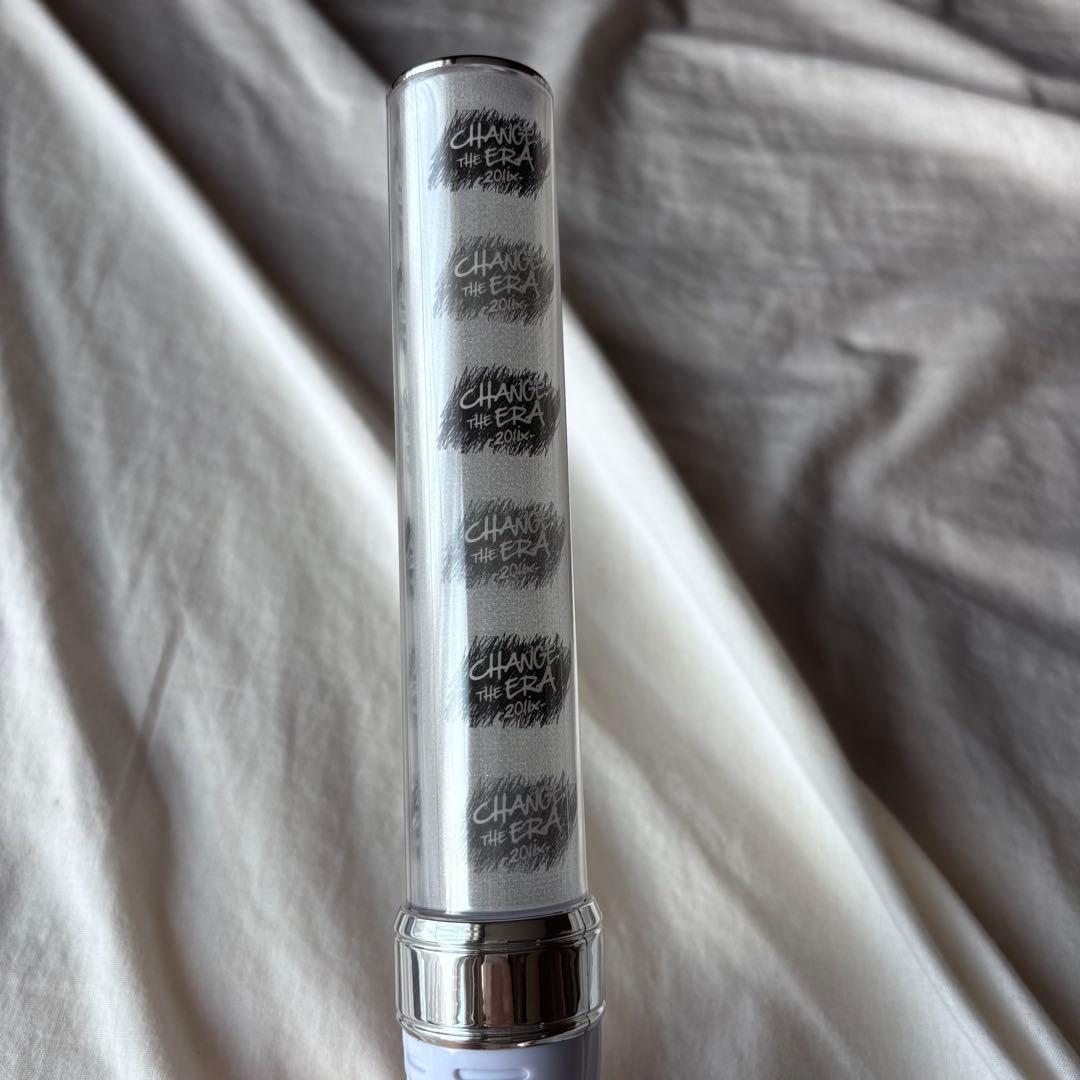 CHANGE
THE ERA
-201ix-
CHANGE
THE ERA
-201ix-
CHANGE
THE ERA
-201ix-
CHANGE
THE ERA
-201ix-
CHANGE
THE ERA
-201ix-
CHANGE
THE ERA
-201ix-